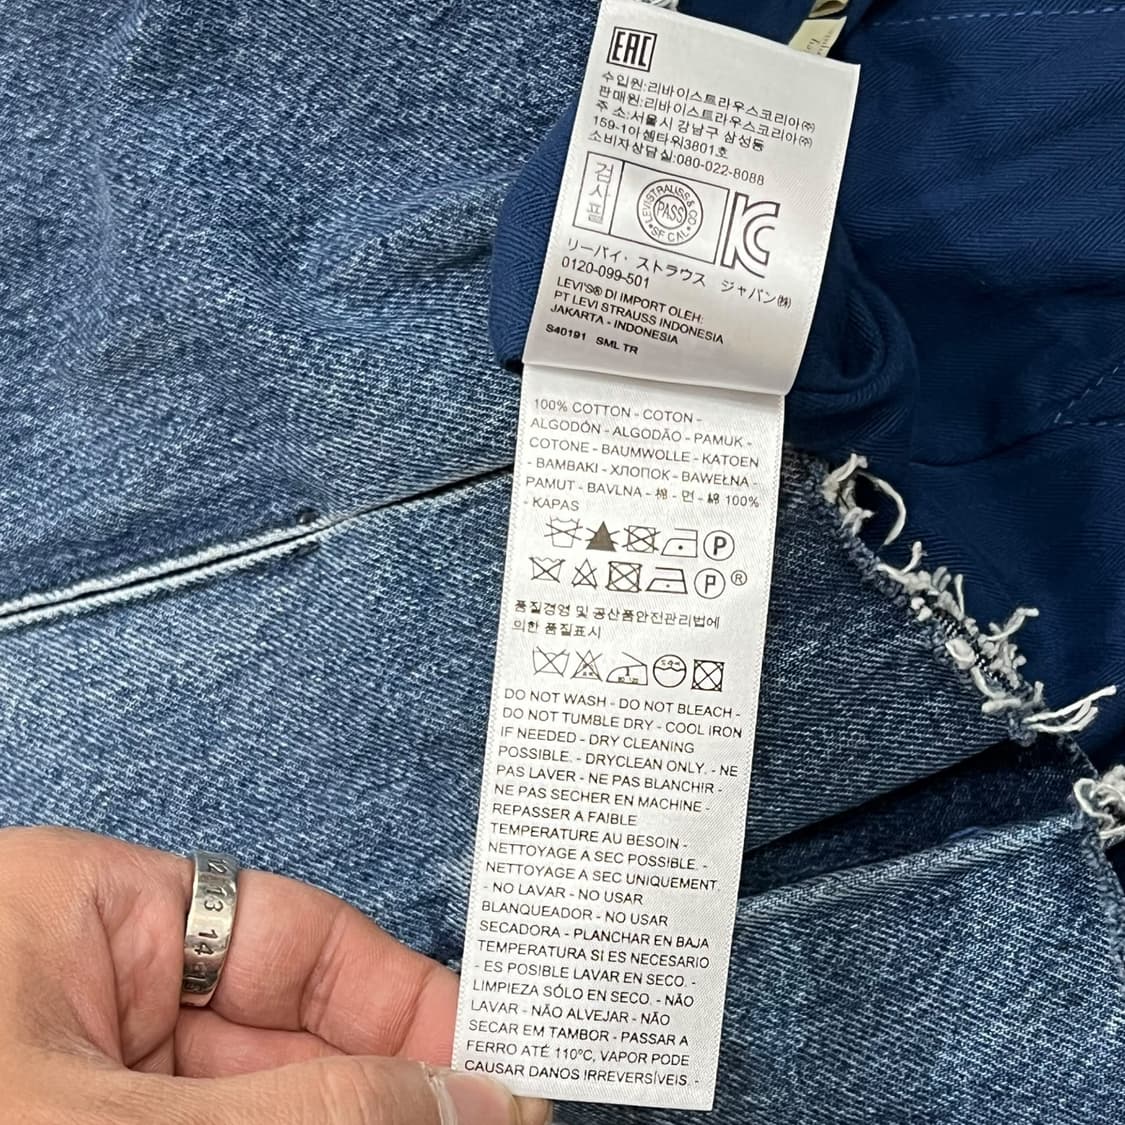 EAC
수입원:리바이스트라우스코리아㈜
판매원:리바이스트라우스코리아㈜
주 소:서울시 강남구 삼성동
159-1아셈타워3801호
소비자상담실:080-022-8088
검사표
LEVI STRAUSS & CO
PASS
SF CAL
KC
リーバイ・ストラウス ジャパン㈱
0120-099-501
LEVI'S® DI IMPORT OLEH:
PT LEVI STRAUSS INDONESIA
JAKARTA - INDONESIA
S40191 SML TR
100% COTTON - COTON -
ALGODÓN - ALGODÃO - PAMUK -
COTONE - BAUMWOLLE - KATOEN
- BAMBAKI - ХЛОПОК - BAWEŁNA -
PAMUT - BAVLNA - 棉 - 면 - 綿 100%
- KAPAS
P
P ®
품질경영 및 공산품안전관리법에
의한 품질표시
DO NOT WASH - DO NOT BLEACH -
DO NOT TUMBLE DRY - COOL IRON
IF NEEDED - DRY CLEANING
POSSIBLE. - DRYCLEAN ONLY. - NE
PAS LAVER - NE PAS BLANCHIR -
NE PAS SECHER EN MACHINE -
REPASSER A FAIBLE
TEMPERATURE AU BESOIN -
NETTOYAGE A SEC POSSIBLE. -
NETTOYAGE A SEC UNIQUEMENT.
- NO LAVAR - NO USAR
BLANQUEADOR - NO USAR
SECADORA - PLANCHAR EN BAJA
TEMPERATURA SI ES NECESARIO
- ES POSIBLE LAVAR EN SECO. -
LIMPIEZA SÓLO EN SECO. - NÃO
LAVAR - NÃO ALVEJAR - NÃO
SECAR EM TAMBOR - PASSAR A
FERRO ATÉ 110°C, VAPOR PODE
CAUSAR DANOS IRREVERSÍVEIS. -
12 13 14